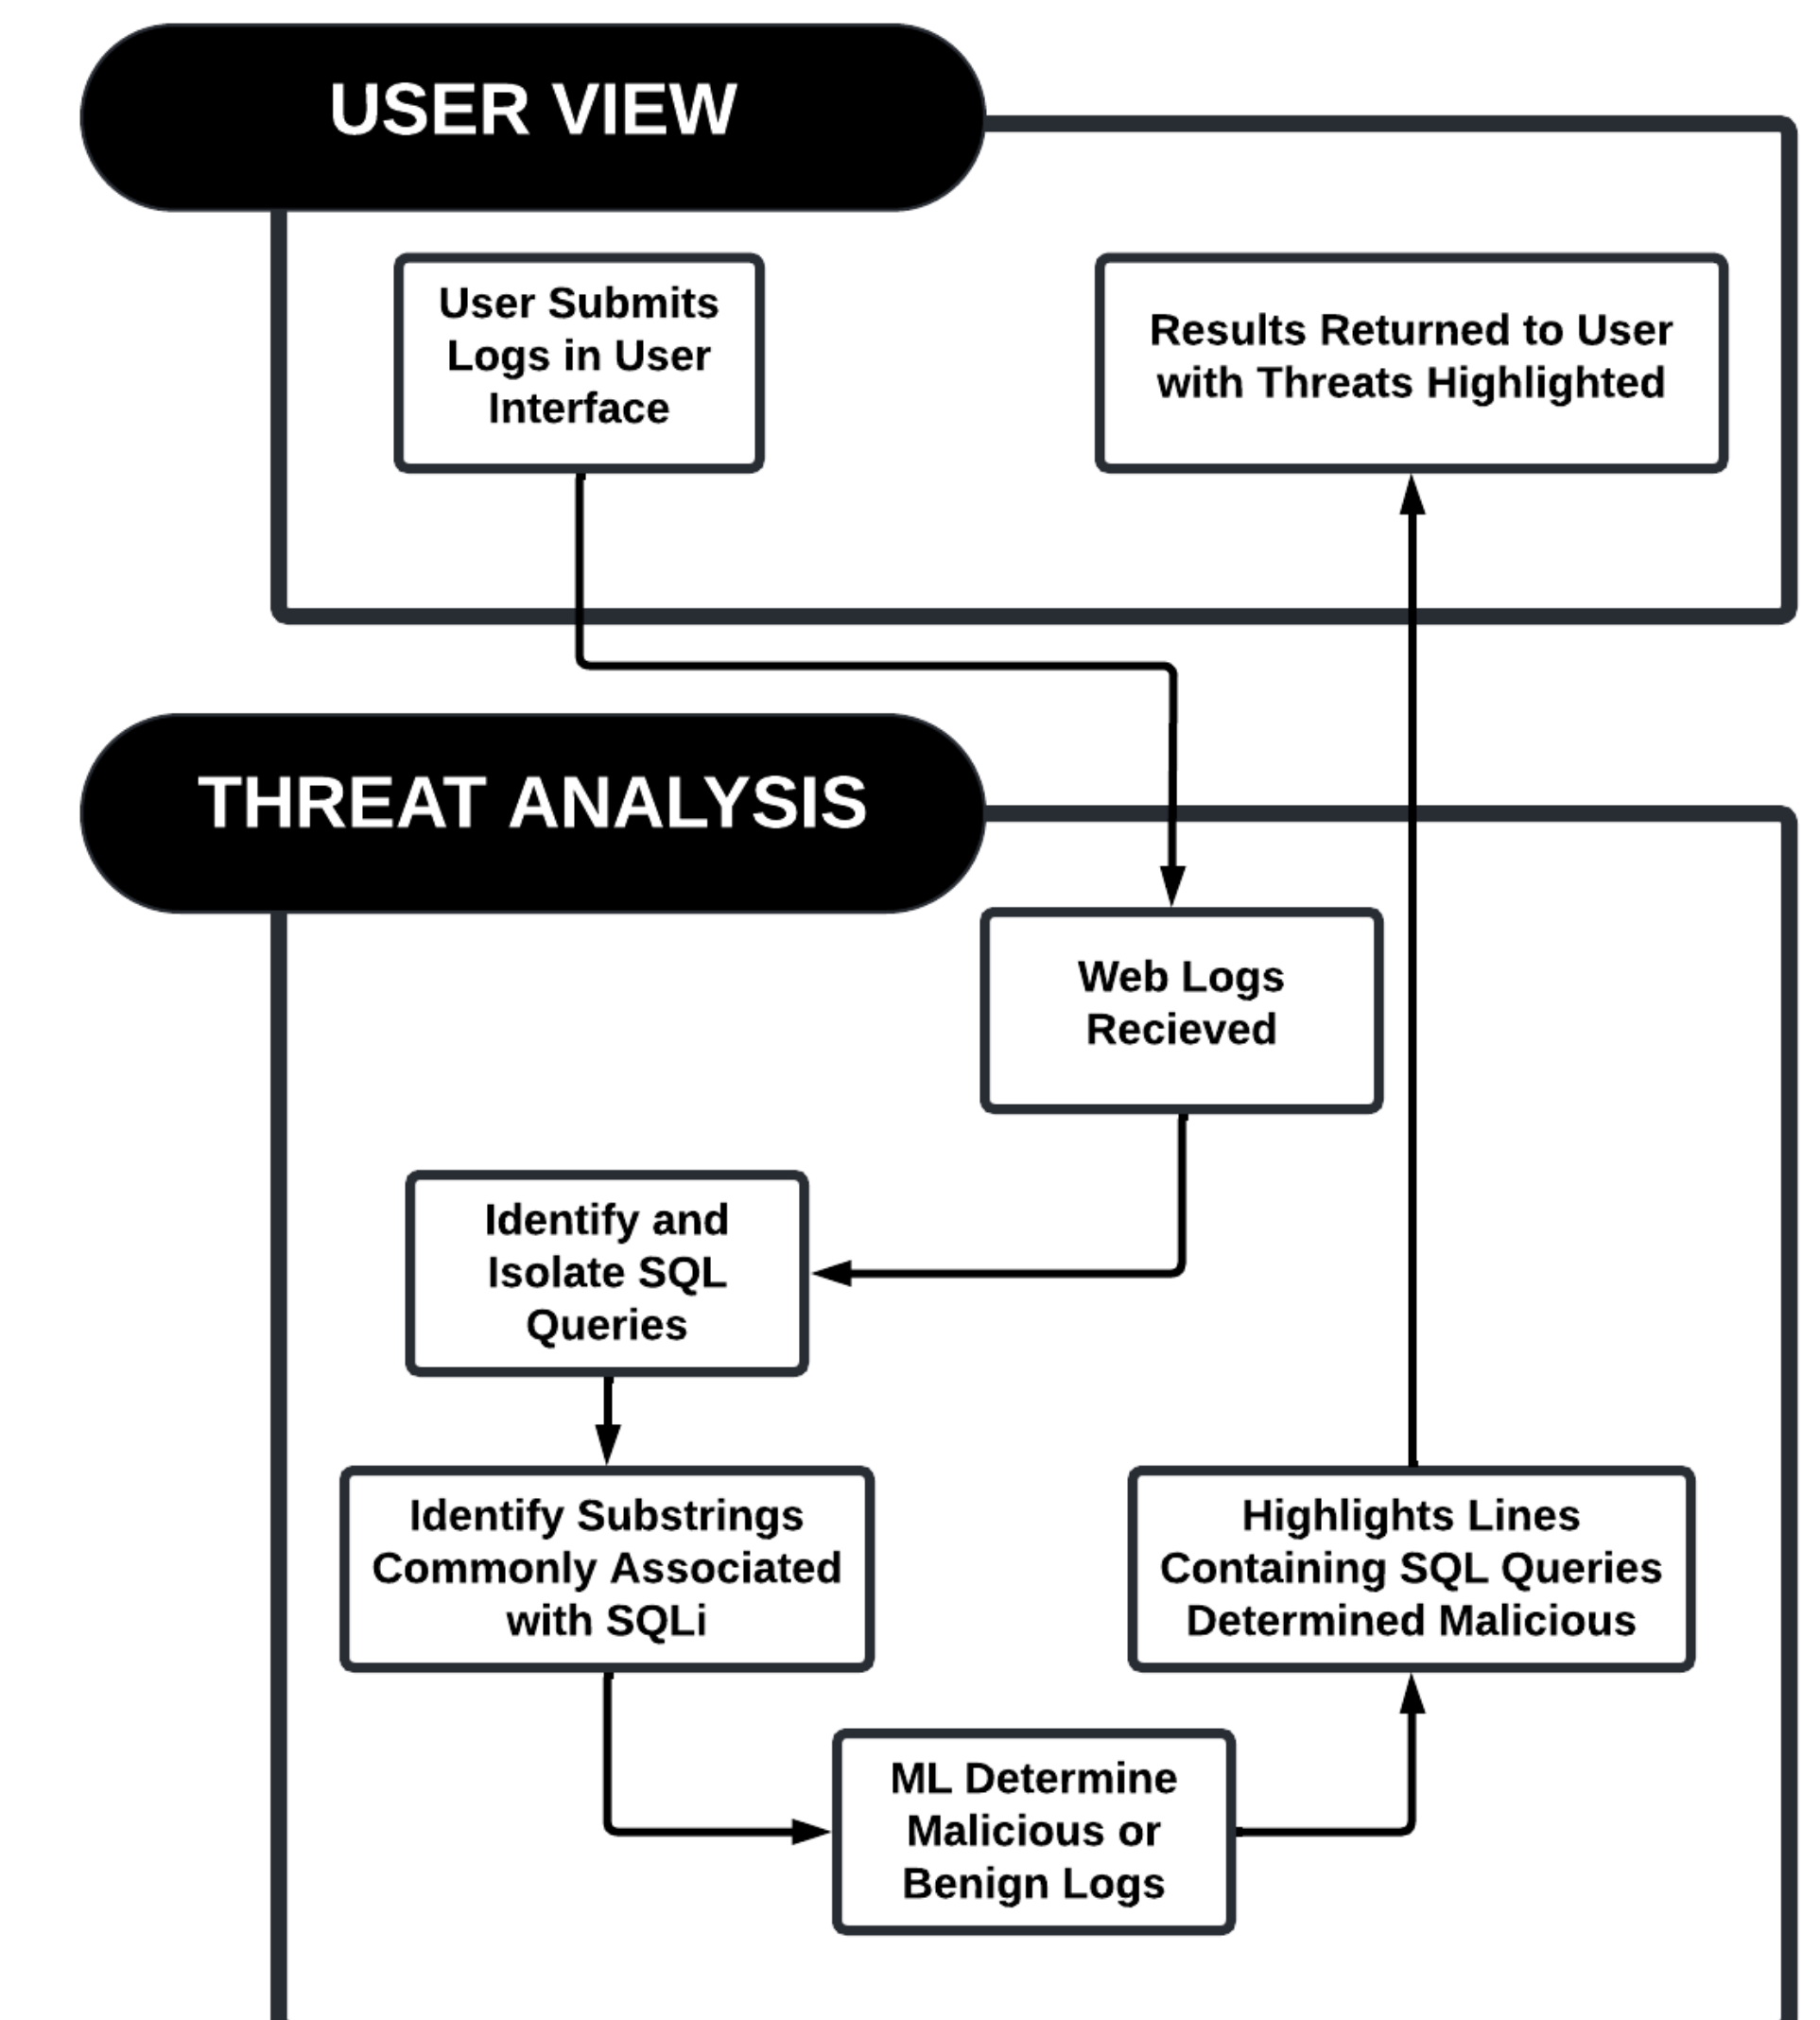 USER VIEW
User Submits
Logs in User
Interface
Results Returned to User
with Threats Highlighted
THREAT ANALYSIS
Web Logs
Recieved
Identify and
Isolate SQL
Queries
Identify Substrings
Commonly Associated
with SQLi
Highlights Lines
Containing SQL Queries
Determined Malicious
ML Determine
Malicious or
Benign Logs